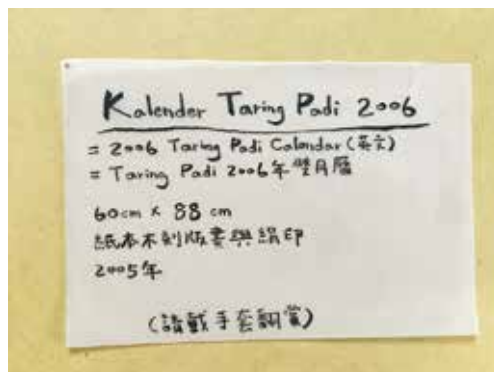 Kalender Taring Padi 2006
= 2006 Taring Padi Calendar (英文)
= Taring Padi 2006年雙月曆
60cm x 88 cm
紙本木刻版畫與絹印
2005年
(請戴手套翻賞)